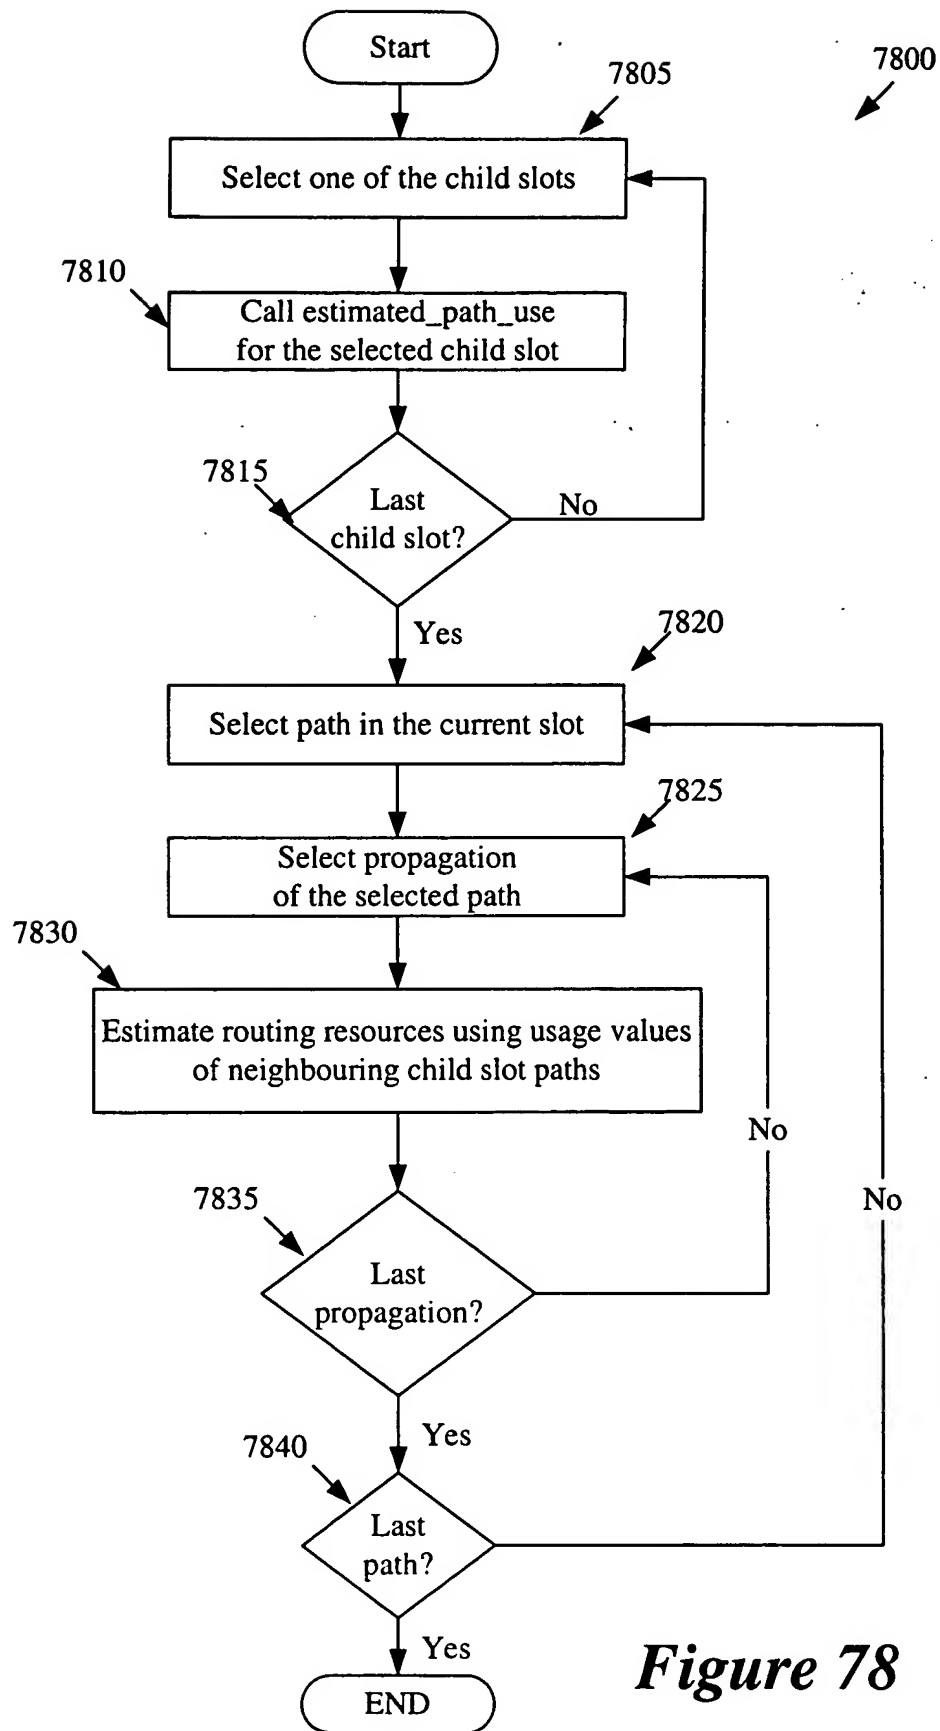 Start
7800
7805
Select one of the child slots
7810
Call estimated_path_use
for the selected child slot
7815
Last
child slot?
No
Yes
7820
Select path in the current slot
7825
Select propagation
of the selected path
7830
Estimate routing resources using usage values
of neighbouring child slot paths
No
No
7835
Last
propagation?
Yes
7840
Last
path?
Yes
END
Figure 78